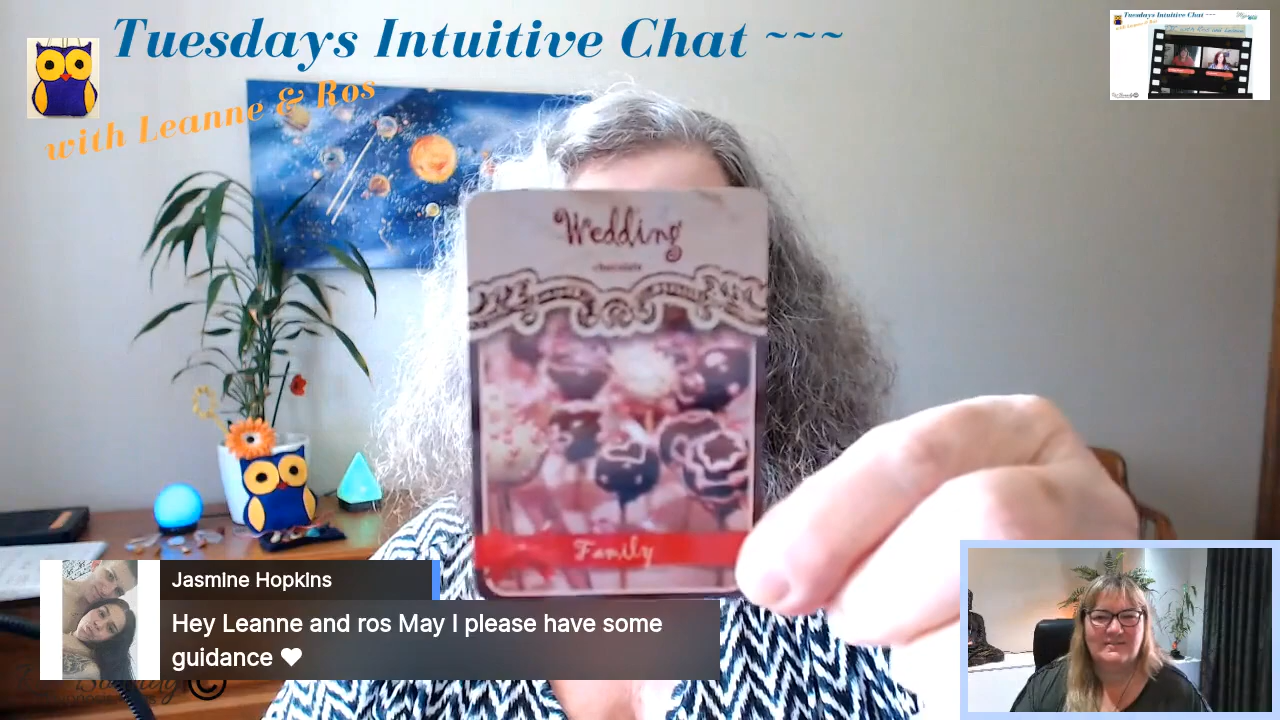 Tuesdays Intuitive Chat ~~~
with Leanne & Ros
Wedding
chocolate
Family
Jasmine Hopkins
Hey Leanne and ros May I please have some
guidance ♥